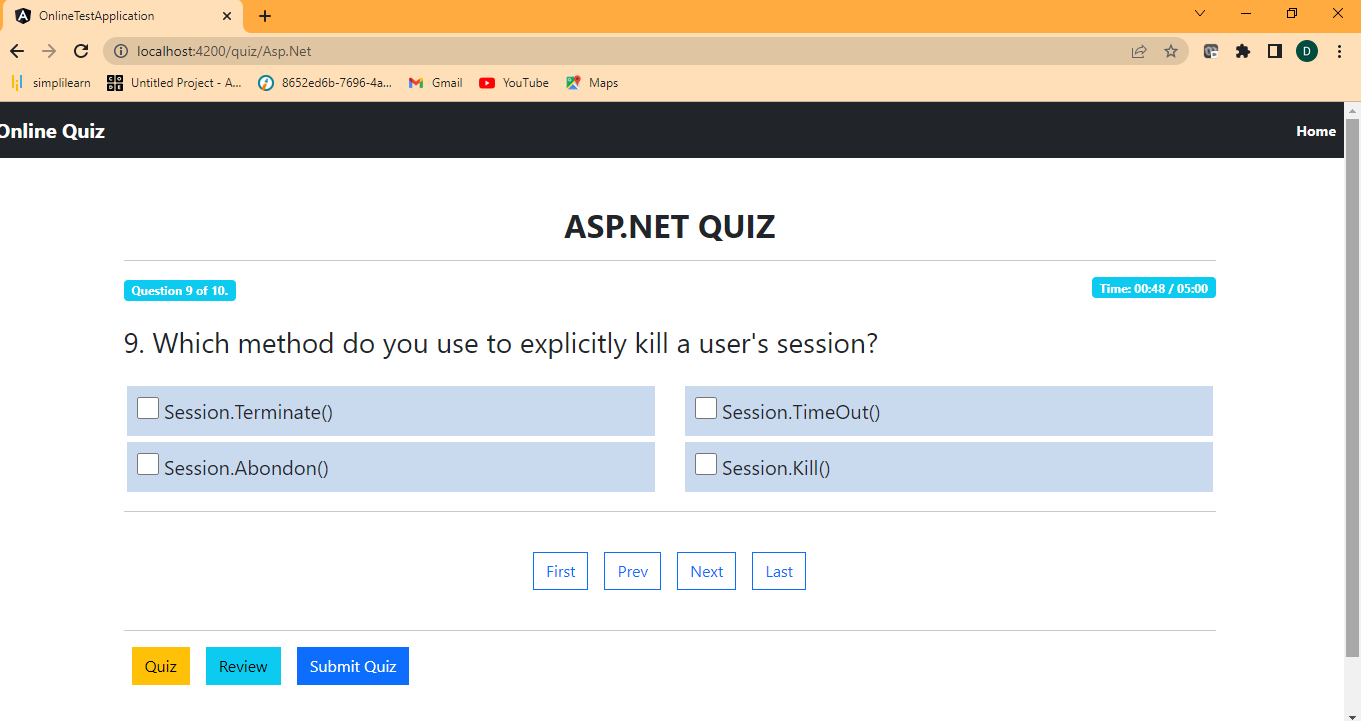 OnlineTestApplication
localhost:4200/quiz/Asp.Net
D
simplilearn
CODE
Untitled Project - A...
8652ed6b-7696-4a...
Gmail
YouTube
Maps
Online Quiz
Home
ASP.NET QUIZ
Question 9 of 10.
Time: 00:48 / 05:00
9. Which method do you use to explicitly kill a user's session?
Session.Terminate()
Session.TimeOut()
Session.Abondon()
Session.Kill()
First
Prev
Next
Last
Quiz
Review
Submit Quiz